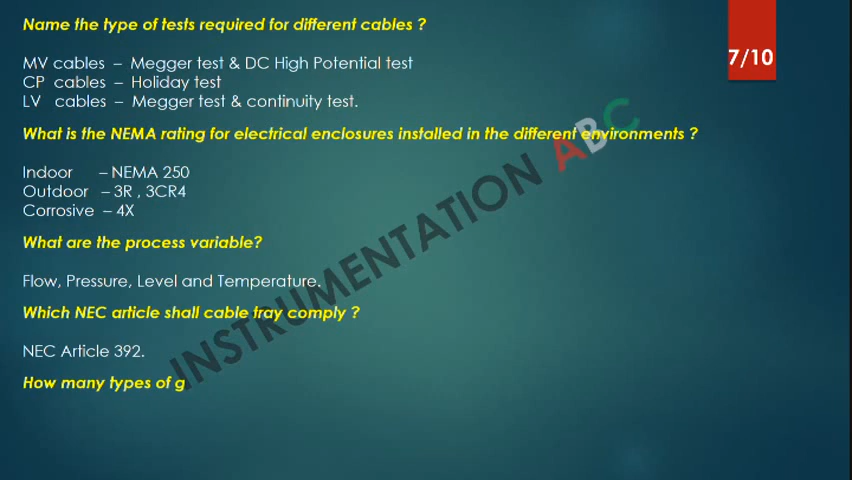 Name the type of tests required for different cables ?
7/10
MV cables – Megger test & DC High Potential test
CP cables – Holiday test
LV cables – Megger test & continuity test.
What is the NEMA rating for electrical enclosures installed in the different environments ?
Indoor – NEMA 250
Outdoor – 3R , 3CR4
Corrosive – 4X
What are the process variable?
Flow, Pressure, Level and Temperature.
Which NEC article shall cable tray comply ?
NEC Article 392.
How many types of g
INSTRUMENTATION ABC